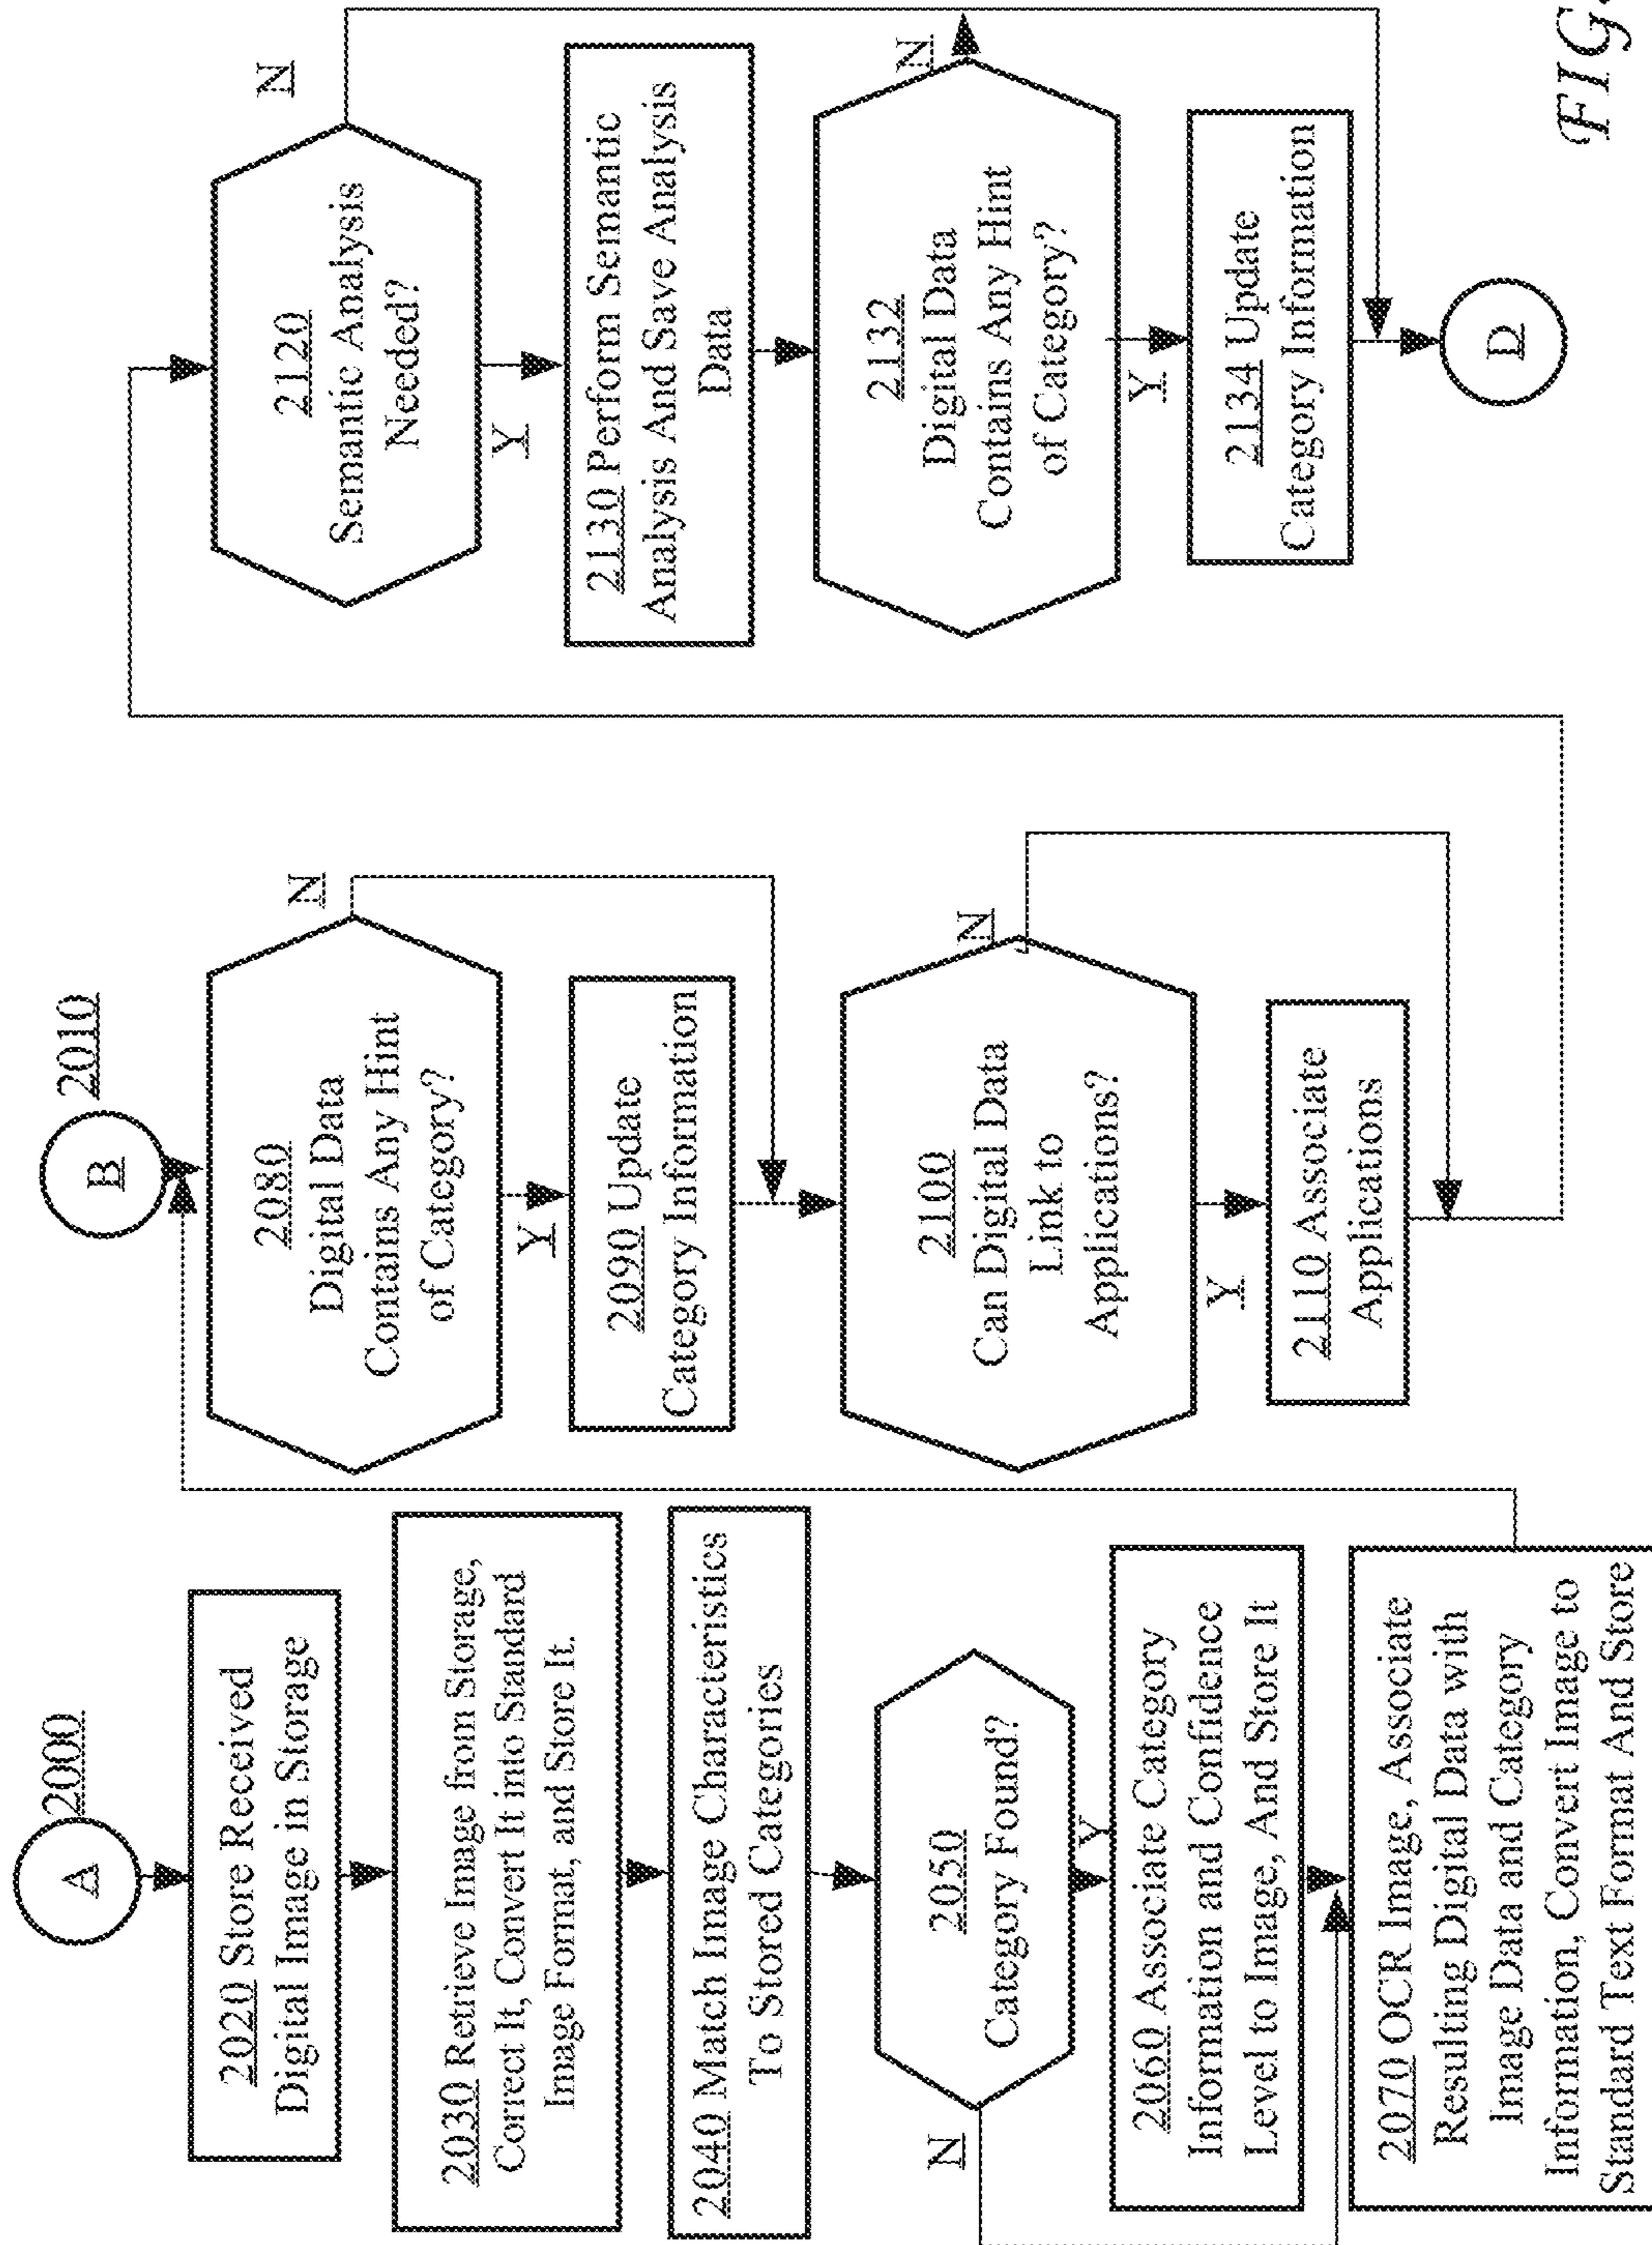 A
2000
2020 Store Received
Digital Image in Storage
2030 Retrieve Image from Storage,
Correct It, Convert It into Standard
Image Format, and Store It.
2040 Match Image Characteristics
To Stored Categories
2050
Category Found?
N
Y
2060 Associate Category
Information and Confidence
Level to Image, And Store It
2070 OCR Image, Associate
Resulting Digital Data with
Image Data and Category
Information, Convert Image to
Standard Text Format And Store
B
2010
2080
Digital Data
Contains Any Hint
of Category?
N
Y
2090 Update
Category Information
2100
Can Digital Data
Link to
Applications?
N
Y
2110 Associate
Applications
2120
Semantic Analysis
Needed?
N
Y
2130 Perform Semantic
Analysis And Save Analysis
Data
2132
Digital Data
Contains Any Hint
of Category?
N
Y
2134 Update
Category Information
D
FIG.